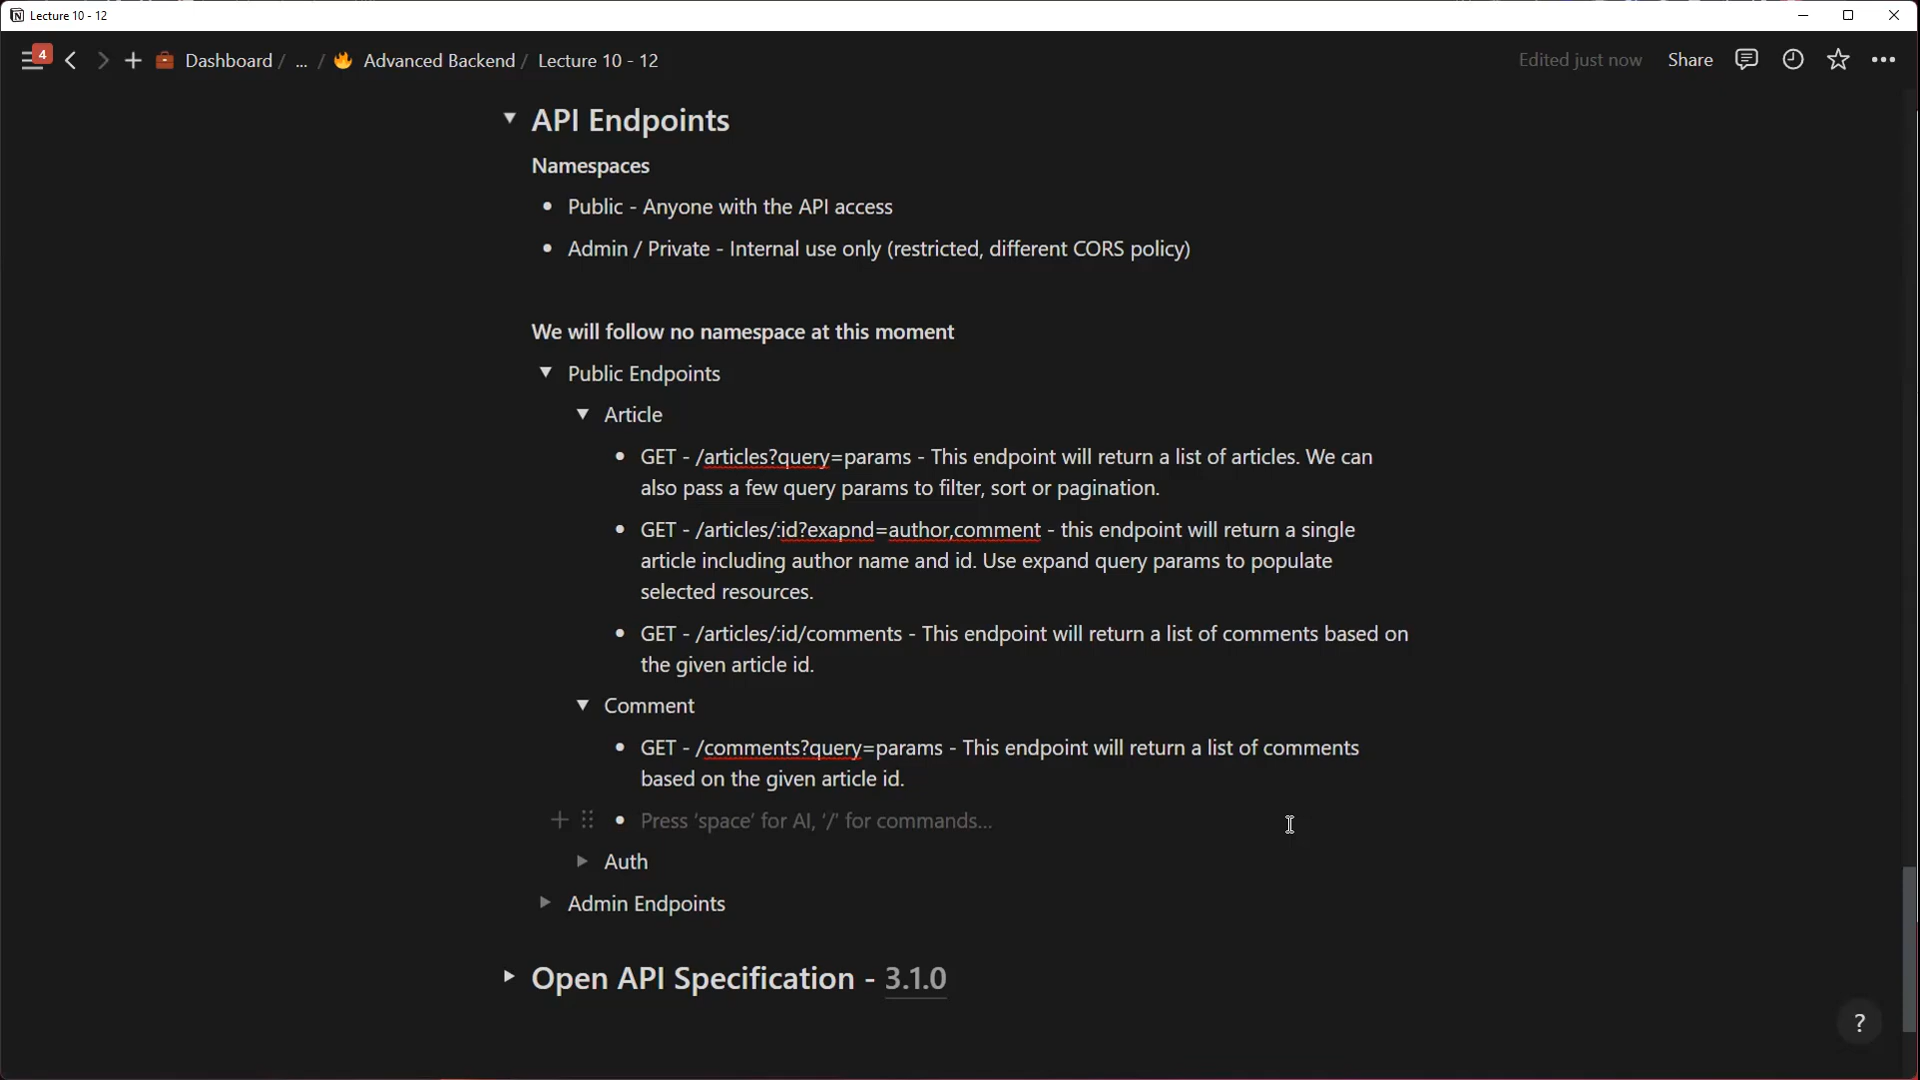 Lecture 10 - 12
4
Dashboard / ... / Advanced Backend / Lecture 10 - 12
Edited just now Share
API Endpoints
Namespaces
• Public - Anyone with the API access
• Admin / Private - Internal use only (restricted, different CORS policy)
We will follow no namespace at this moment
Public Endpoints
Article
• GET - /articles?query=params - This endpoint will return a list of articles. We can
also pass a few query params to filter, sort or pagination.
• GET - /articles/:id?exapnd=author,comment - this endpoint will return a single
article including author name and id. Use expand query params to populate
selected resources.
• GET - /articles/:id/comments - This endpoint will return a list of comments based on
the given article id.
Comment
• GET - /comments?query=params - This endpoint will return a list of comments
based on the given article id.
• Press ‘space’ for AI, ‘/’ for commands...
Auth
Admin Endpoints
Open API Specification - 3.1.0
?